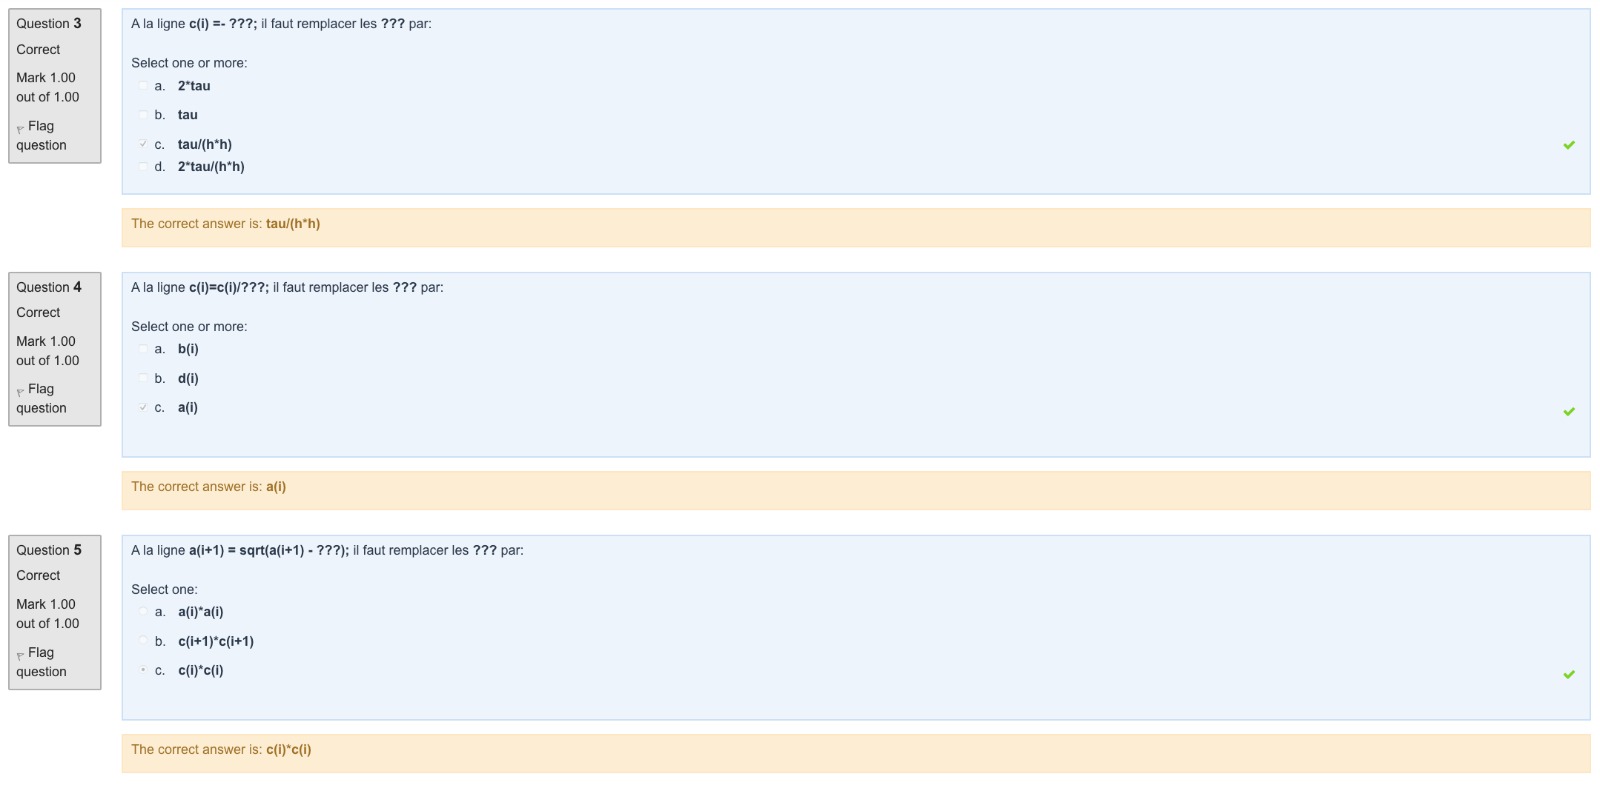 Question 3
Correct
Mark 1.00
out of 1.00
Flag
question
A la ligne c(i) =- ???; il faut remplacer les ??? par:
Select one or more:
a. 2*tau
b. tau
c. tau/(h*h)
d. 2*tau/(h*h)
The correct answer is: tau/(h*h)
Question 4
Correct
Mark 1.00
out of 1.00
Flag
question
A la ligne c(i)=c(i)/???; il faut remplacer les ??? par:
Select one or more:
a. b(i)
b. d(i)
c. a(i)
The correct answer is: a(i)
Question 5
Correct
Mark 1.00
out of 1.00
Flag
question
A la ligne a(i+1) = sqrt(a(i+1) - ???); il faut remplacer les ??? par:
Select one:
a. a(i)*a(i)
b. c(i+1)*c(i+1)
c. c(i)*c(i)
The correct answer is: c(i)*c(i)